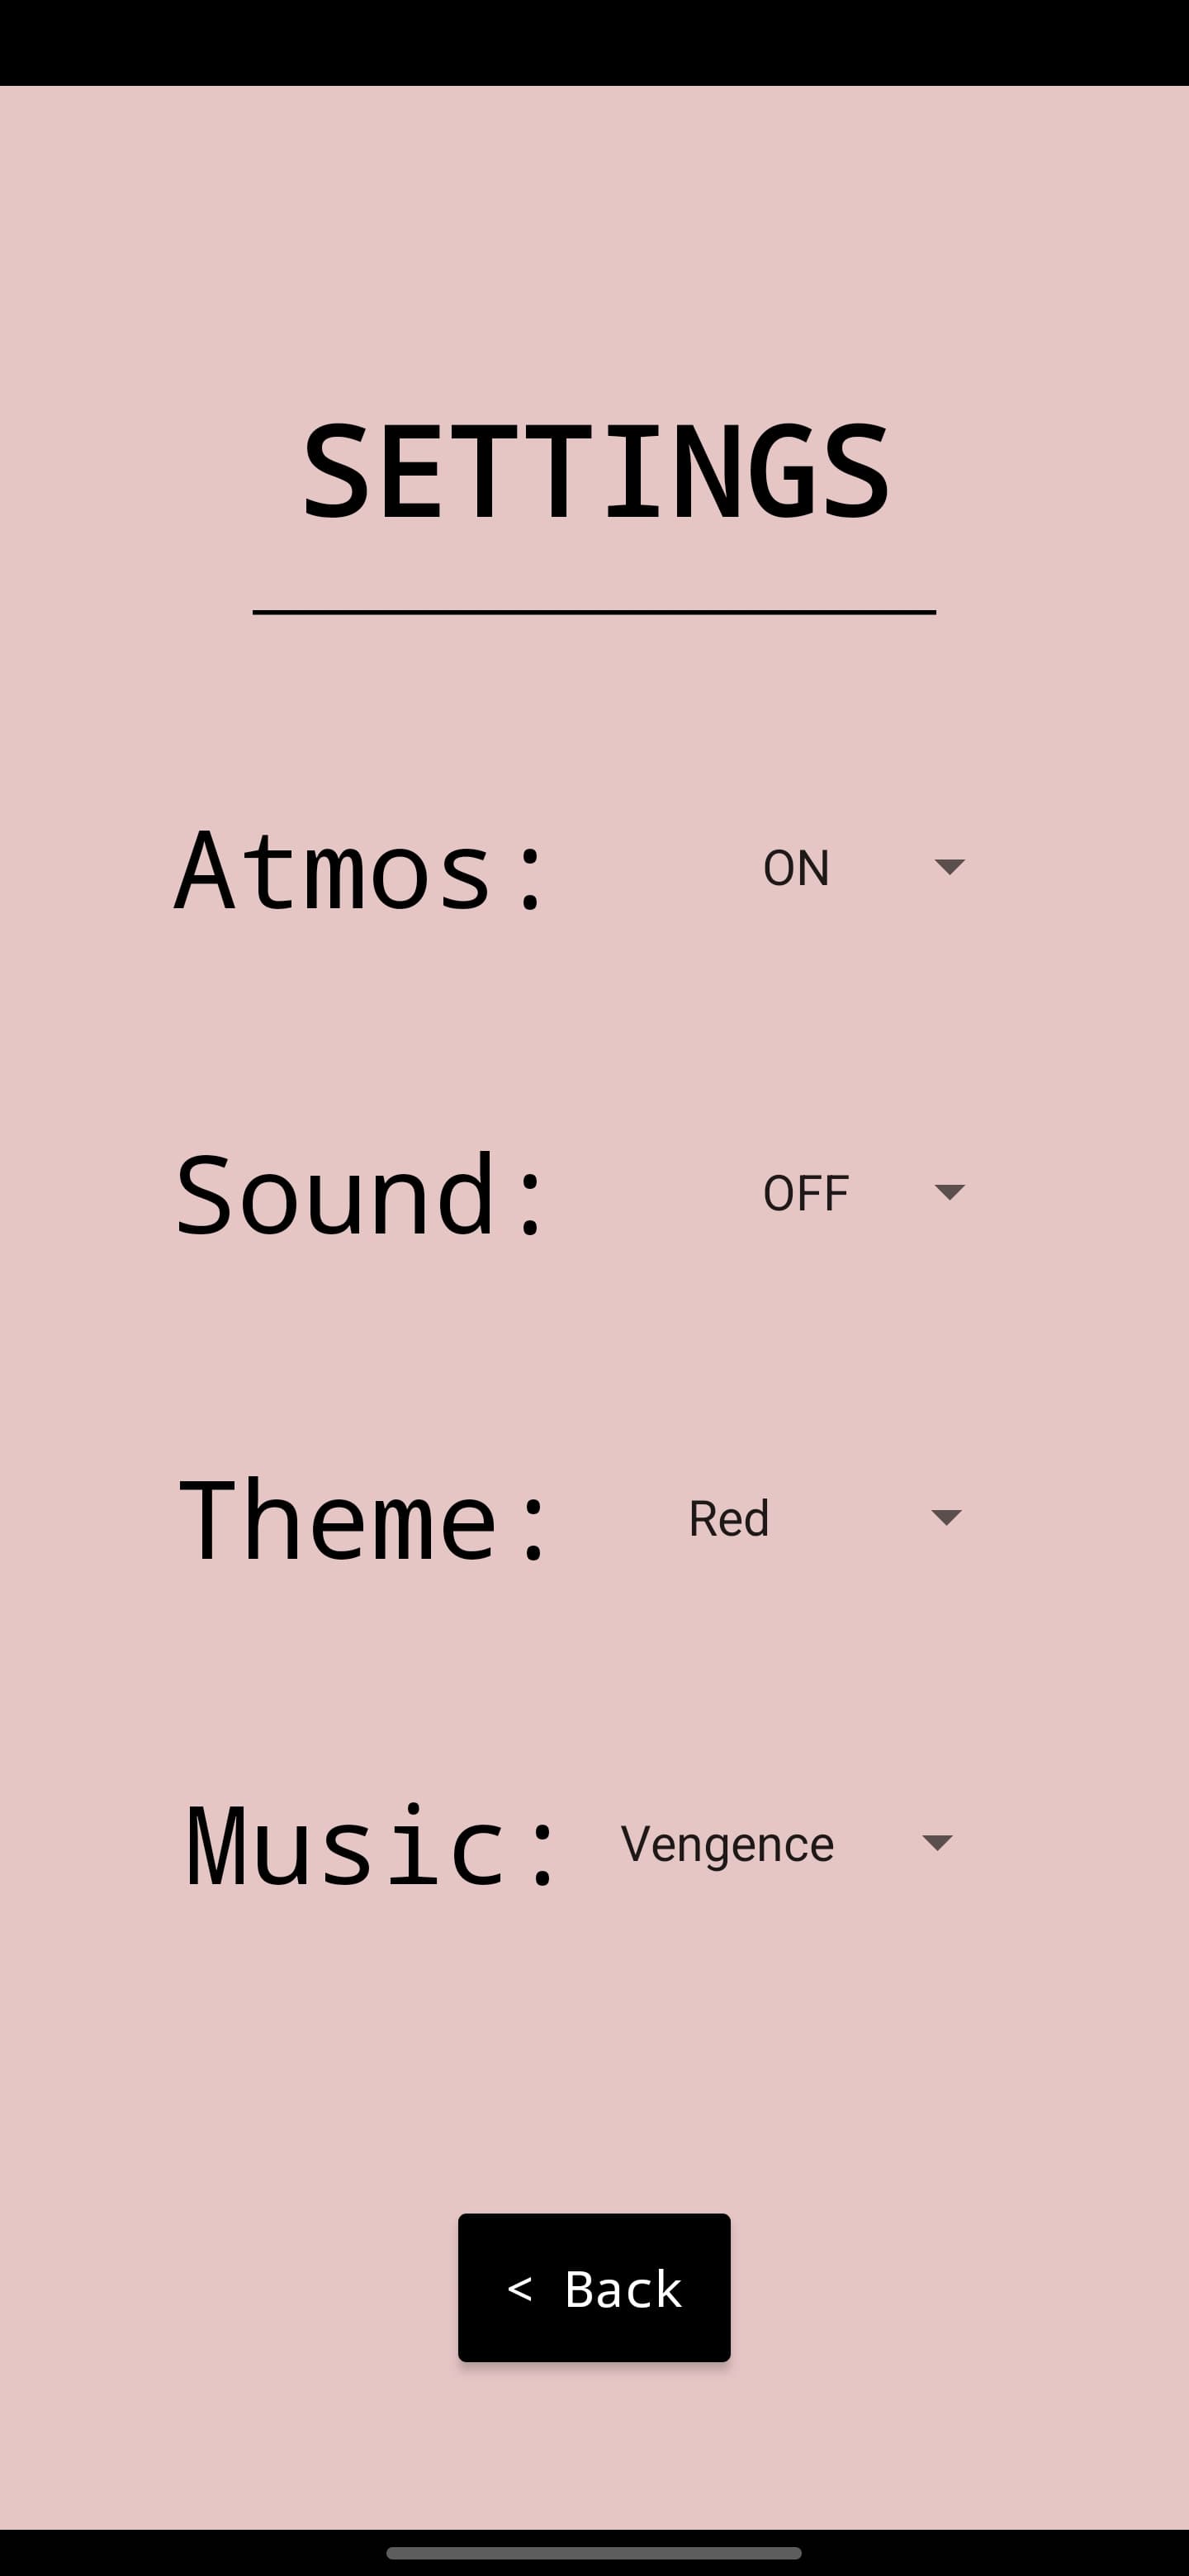 SETTINGS
Atmos: ON
Sound: OFF
Theme: Red
Music: Vengence
< Back